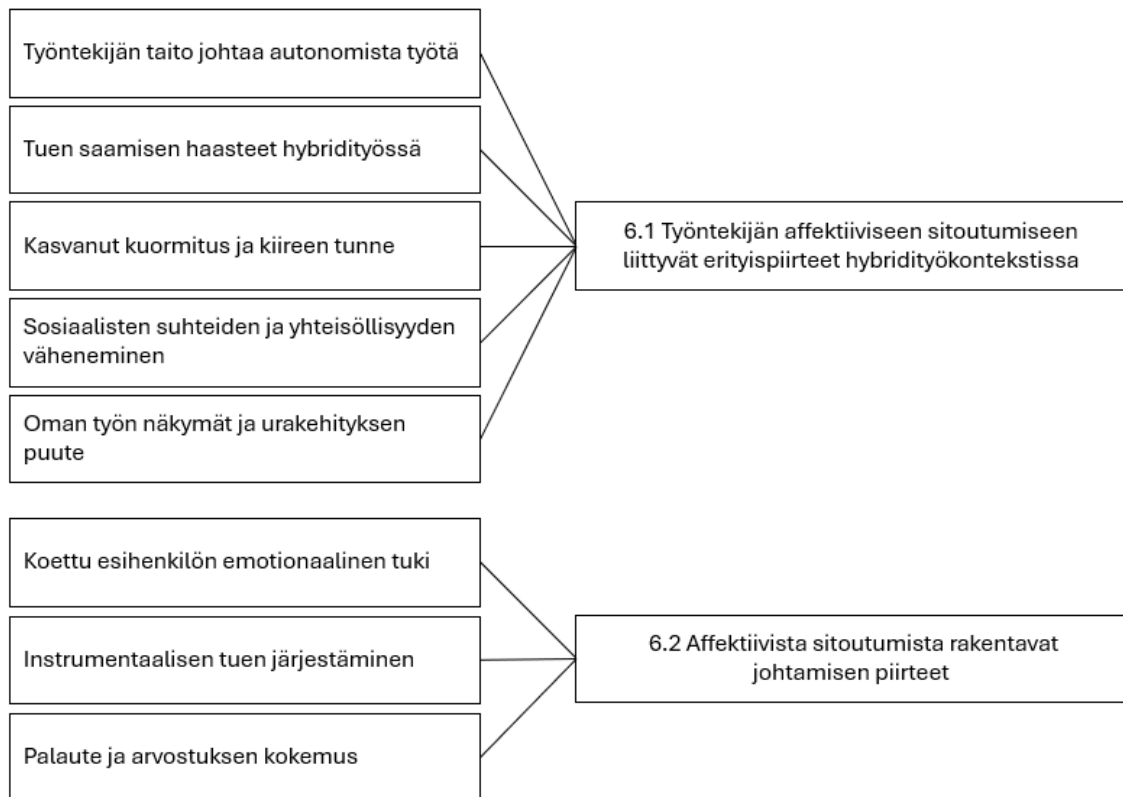 Työntekijän taito johtaa autonomista työtä
Tuen saamisen haasteet hybridityössä
Kasvanut kuormitus ja kiireen tunne
Sosiaalisten suhteiden ja yhteisöllisyyden
väheneminen
Oman työn näkymät ja urakehityksen
puute
6.1 Työntekijän affektiiviseen sitoutumiseen
liittyvät erityispiirteet hybridityökontekstissa
Koettu esihenkilön emotionaalinen tuki
Instrumentaalisen tuen järjestäminen
Palaute ja arvostuksen kokemus
6.2 Affektiivista sitoutumista rakentavat
johtamisen piirteet